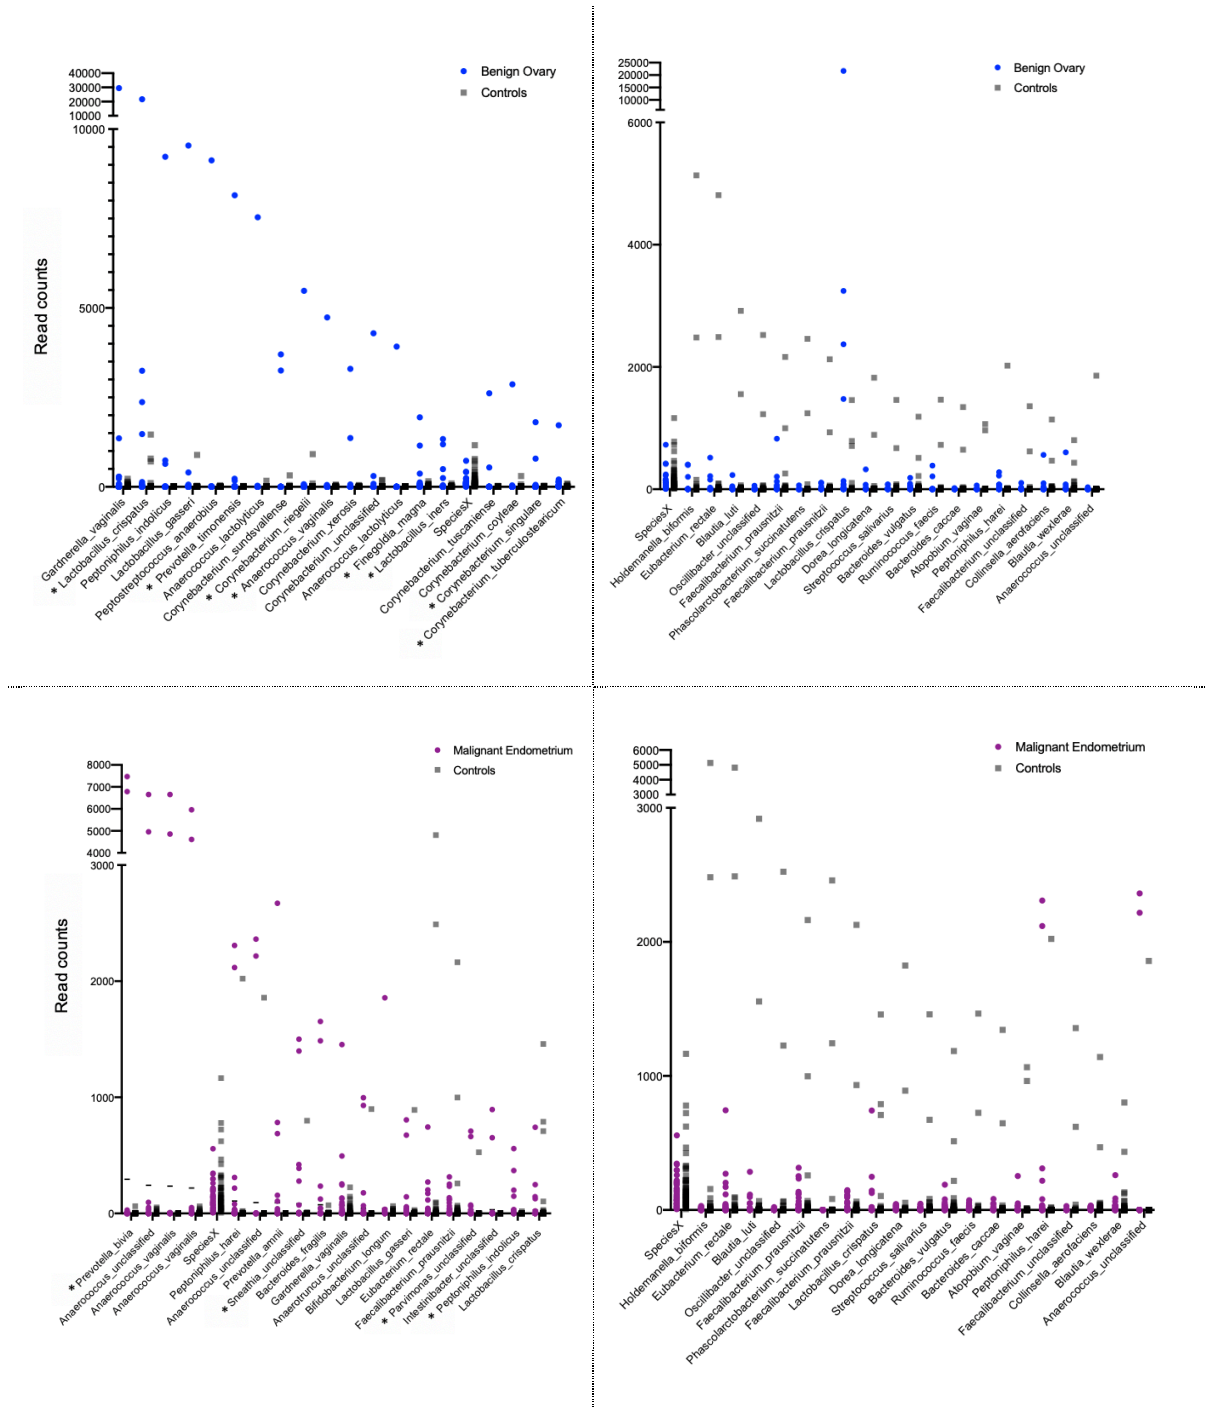 Benign Ovary
Controls
40000
30000
20000
10000
10000
5000
0
Read counts
Gardnerella_vaginalis
* Lactobacillus_crispatus
Peptoniphilus_indolicus
Lactobacillus_gasseri
Peptostreptococcus_anaerobius
* Prevotella_timonensis
Anaerococcus_lactolyticus
Corynebacterium_sundsvallense
* Corynebacterium_riegelii
* Anaerococcus_vaginalis
Corynebacterium_xerosis
Corynebacterium_unclassified
Anaerococcus_lactolyticus
* Finegoldia_magna
* Lactobacillus_iners
SpeciesX
Corynebacterium_tuscaniense
Corynebacterium_coyleae
* Corynebacterium_singulare
* Corynebacterium_tuberculostearicum
Benign Ovary
Controls
25000
20000
15000
10000
6000
4000
2000
0
SpeciesX
Holdemanella_biformis
Eubacterium_rectale
Blautia_luti
Oscillibacter_unclassified
Faecalibacterium_prausnitzii
Phascolarctobacterium_succinatutens
Faecalibacterium_prausnitzii
Lactobacillus_crispatus
Dorea_longicatena
Streptococcus_salivarius
Bacteroides_vulgatus
Ruminococcus_faecis
Bacteroides_caccae
Atopobium_vaginae
Peptoniphilus_harei
Faecalibacterium_unclassified
Collinsella_aerofaciens
Blautia_wexlerae
Anaerococcus_unclassified
Malignant Endometrium
Controls
8000
7000
6000
5000
4000
3000
2000
1000
0
Read counts
* Prevotella_bivia
Anaerococcus_unclassified
Anaerococcus_vaginalis
Anaerococcus_vaginalis
SpeciesX
Peptoniphilus_harei
Anaerococcus_unclassified
Prevotella_amnii
* Sneathia_unclassified
Bacteroides_fragilis
Gardnerella_vaginalis
Anaerotruncus_unclassified
Bifidobacterium_longum
Lactobacillus_gasseri
Eubacterium_rectale
Faecalibacterium_prausnitzii
* Parvimonas_unclassified
Intestinibacter_unclassified
* Peptoniphilus_indolicus
Lactobacillus_crispatus
Malignant Endometrium
Controls
6000
5000
4000
3000
3000
2000
1000
0
SpeciesX
Holdemanella_biformis
Eubacterium_rectale
Blautia_luti
Oscillibacter_unclassified
Faecalibacterium_prausnitzii
Phascolarctobacterium_succinatutens
Faecalibacterium_prausnitzii
Lactobacillus_crispatus
Dorea_longicatena
Streptococcus_salivarius
Bacteroides_vulgatus
Ruminococcus_faecis
Bacteroides_caccae
Atopobium_vaginae
Peptoniphilus_harei
Faecalibacterium_unclassified
Collinsella_aerofaciens
Blautia_wexlerae
Anaerococcus_unclassified